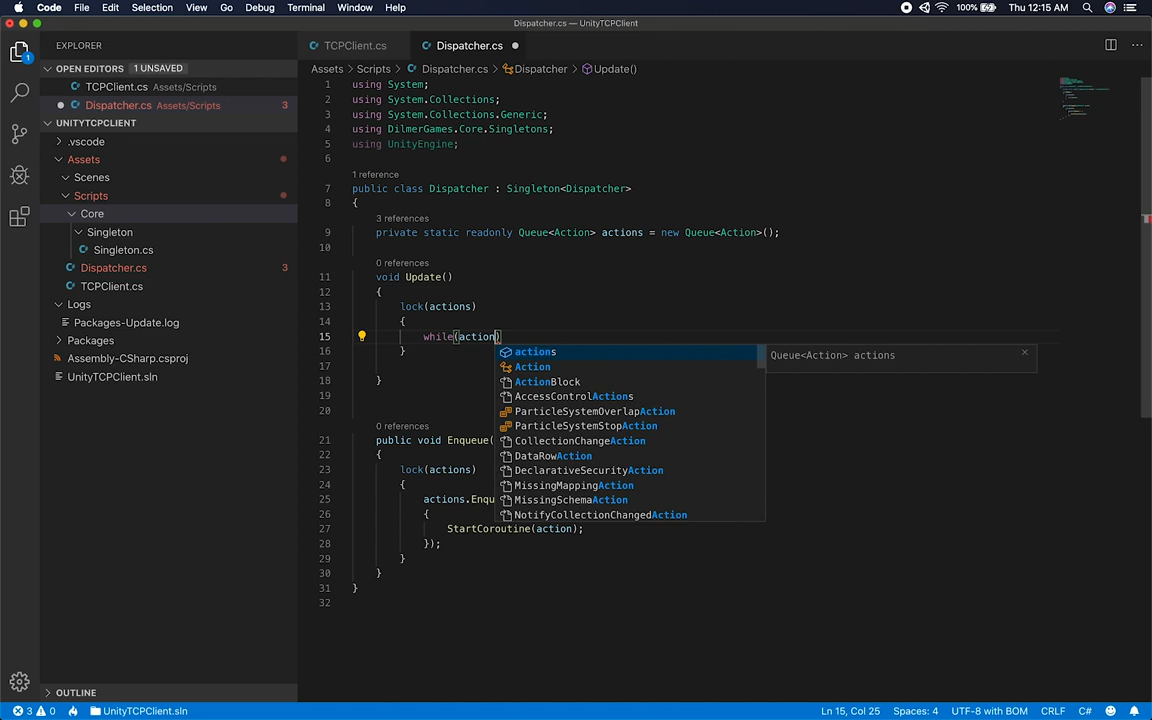 Code File Edit Selection View Go Debug Terminal Window Help 100% Thu 12:15 AM
Dispatcher.cs — UnityTCPClient
EXPLORER
OPEN EDITORS 1 UNSAVED
TCPClient.cs Assets/Scripts
Dispatcher.cs Assets/Scripts 3
UNITYTCPCLIENT
.vscode
Assets
Scenes
Scripts
Core
Singleton
Singleton.cs
Dispatcher.cs 3
TCPClient.cs
Logs
Packages-Update.log
Packages
Assembly-CSharp.csproj
UnityTCPClient.sln
OUTLINE
1
TCPClient.cs Dispatcher.cs
Assets > Scripts > Dispatcher.cs > Dispatcher > Update()
1 using System;
2 using System.Collections;
3 using System.Collections.Generic;
4 using DilmerGames.Core.Singletons;
5 using UnityEngine;
6
1 reference
7 public class Dispatcher : Singleton<Dispatcher>
8 {
3 references
9 private static readonly Queue<Action> actions = new Queue<Action>();
10
0 references
11 void Update()
12 {
13 lock(actions)
14 {
15 while(action)
16 }
17
18 }
19
20
0 references
21 public void Enqueue(
22 {
23 lock(actions)
24 {
25 actions.Enqu
26 {
27 StartCoroutine(action);
28 });
29 }
30 }
31 }
32
actions
Action
ActionBlock
AccessControlActions
ParticleSystemOverlapAction
ParticleSystemStopAction
CollectionChangeAction
DataRowAction
DeclarativeSecurityAction
MissingMappingAction
MissingSchemaAction
NotifyCollectionChangedAction
Queue<Action> actions
3 0 UnityTCPClient.sln Ln 15, Col 25 Spaces: 4 UTF-8 with BOM CRLF C#